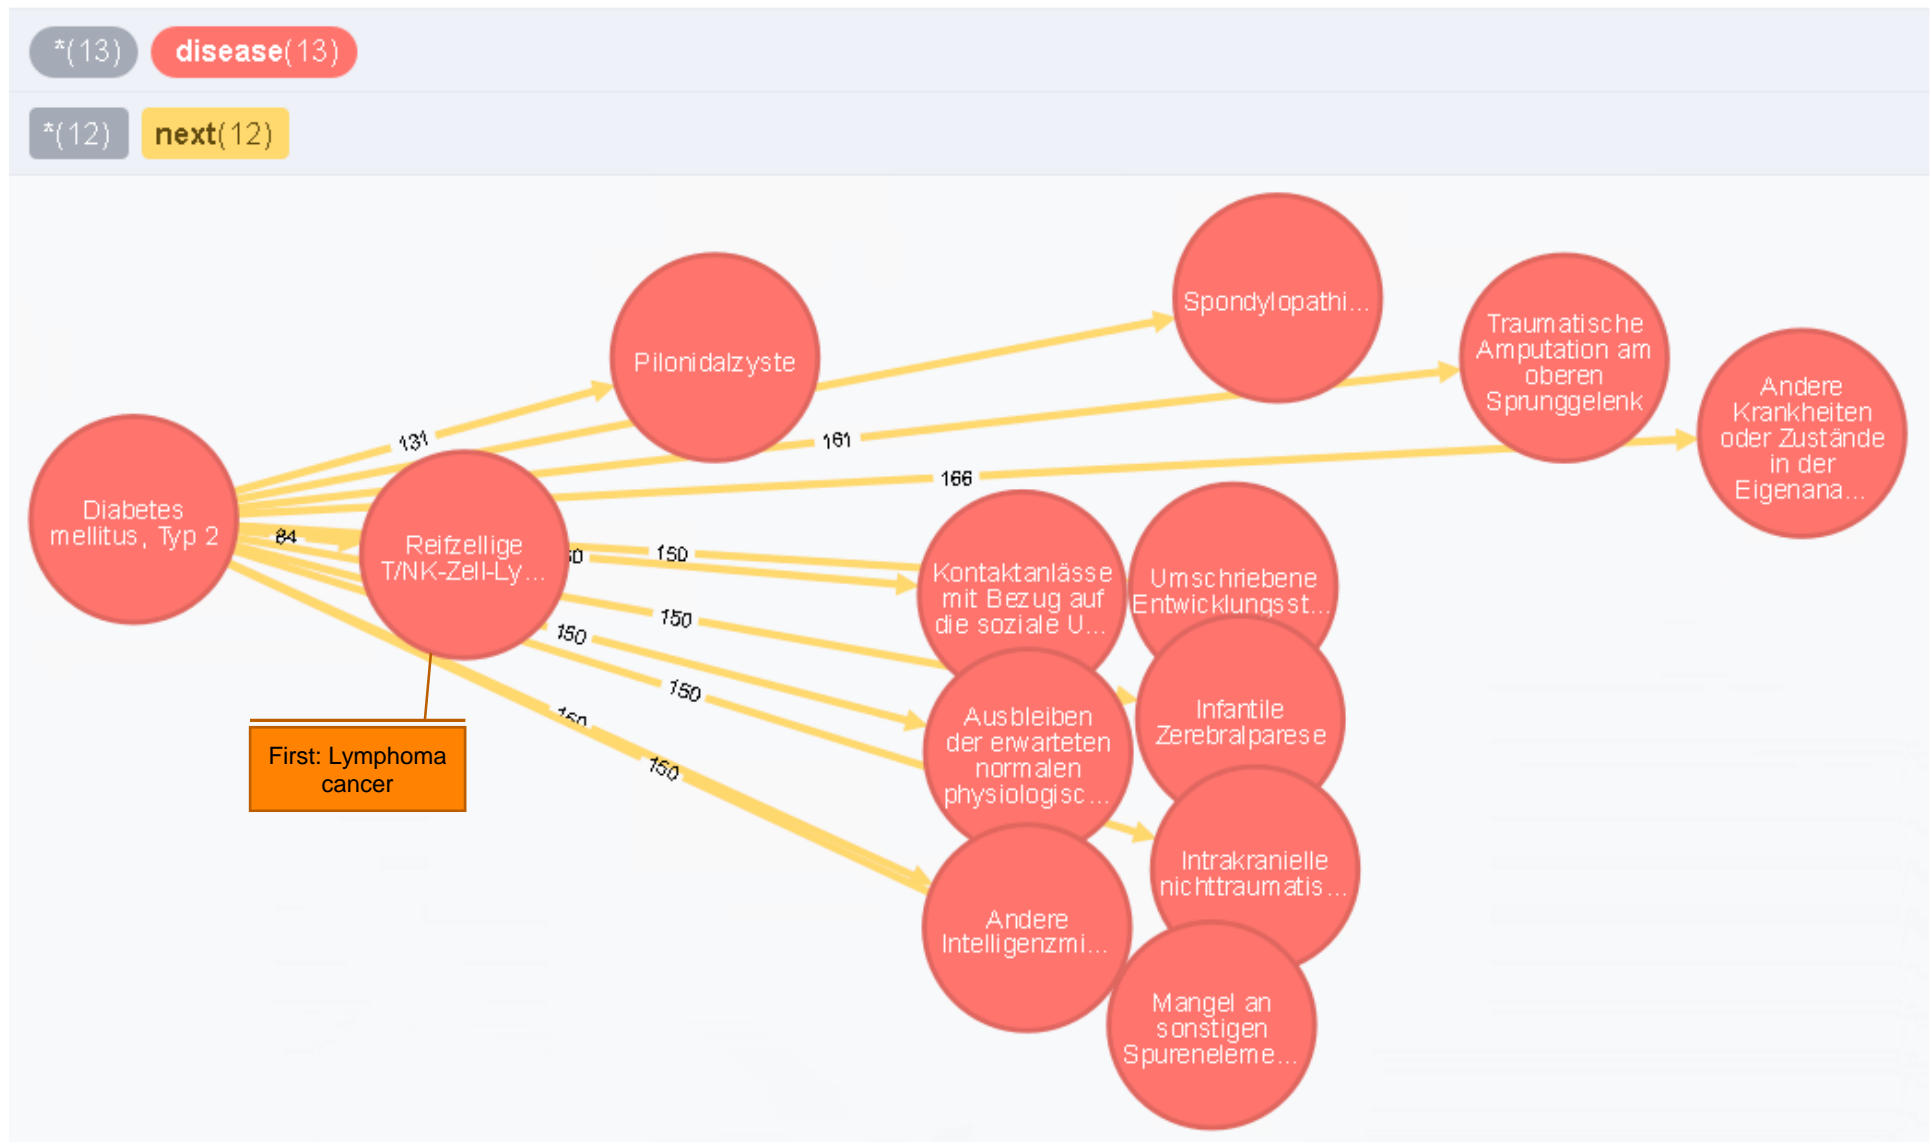 *(13) disease(13)
*(12) next(12)
Spondylopathi...
Pilonidalzyste
Traumatische
Amputation am
oberen
Sprunggelenk
Andere
Krankheiten
oder Zustände
in der
Eigenana...
131
161
166
Diabetes
mellitus, Typ 2
84
Reifzellige
T/NK-Zell-Ly...
150
150
150
150
150
Kontaktanlässe
mit Bezug auf
die soziale U...
Umschriebene
Entwicklungsst...
Ausbleiben
der erwarteten
normalen
physiologisc...
Infantile
Zerebralparese
First: Lymphoma
cancer
Intrakranielle
nichttraumatis...
Andere
Intelligenzmi...
Mangel an
sonstigen
Spureneleme...